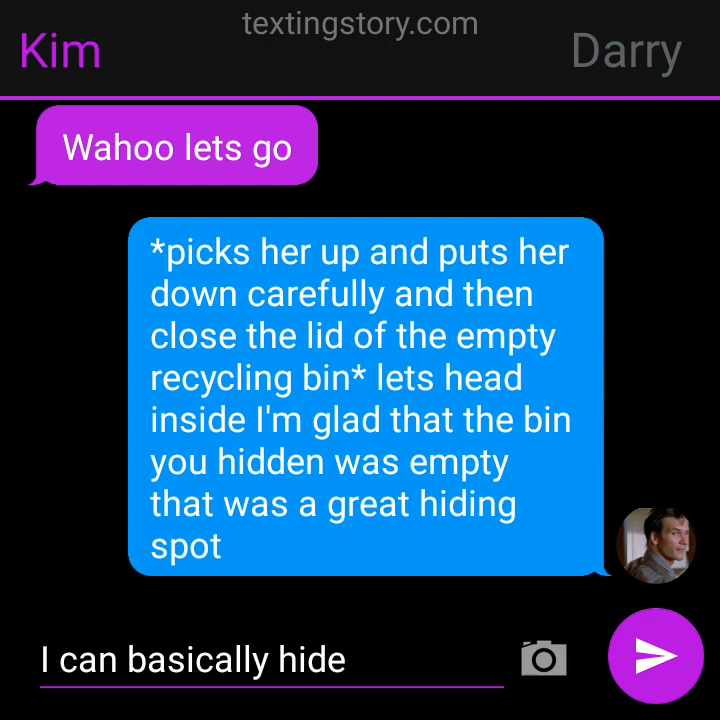 textingstory.com
Kim
Darry
Wahoo lets go
*picks her up and puts her
down carefully and then
close the lid of the empty
recycling bin* lets head
inside I'm glad that the bin
you hidden was empty
that was a great hiding
spot
I can basically hide